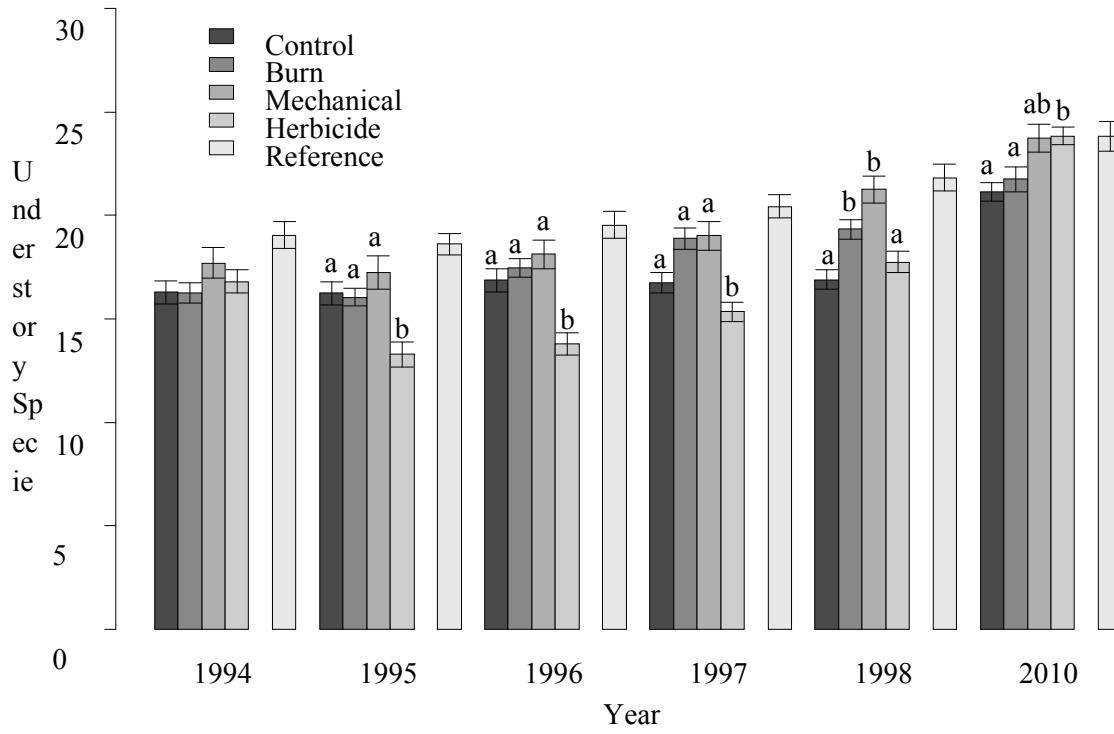 30
25
20
15
10
5
0
U
nd
er
st
or
y
Sp
ec
ie
Control
Burn
Mechanical
Herbicide
Reference
a a a b
a a a b
a a a b
a b b a
a a ab b
1994 1995 1996 1997 1998 2010
Year